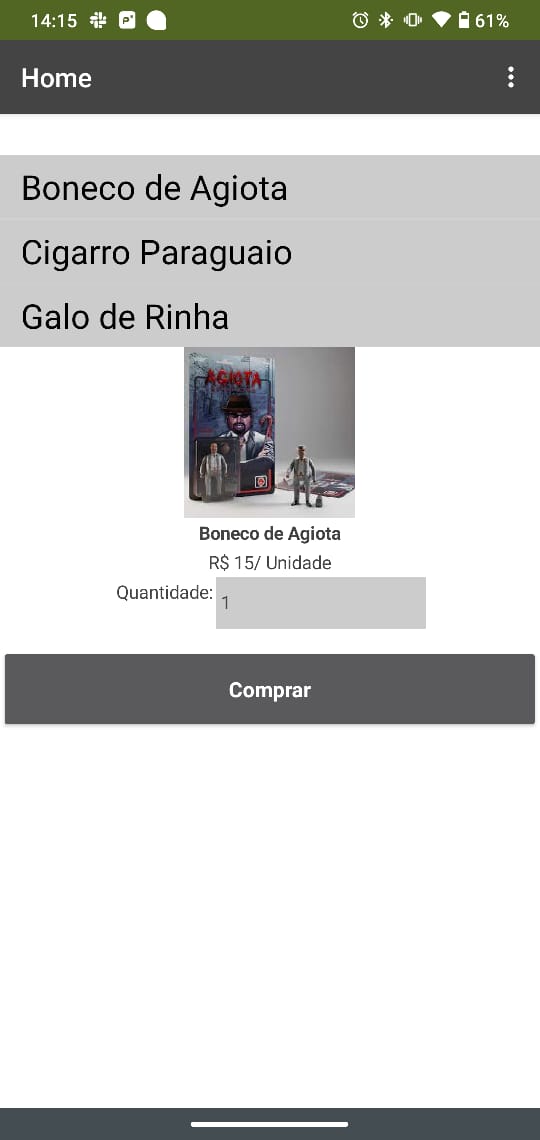 14:15 61%
Home
Boneco de Agiota
Cigarro Paraguaio
Galo de Rinha
AGIOTA
Boneco de Agiota
R$ 15/ Unidade
Quantidade: 1
Comprar